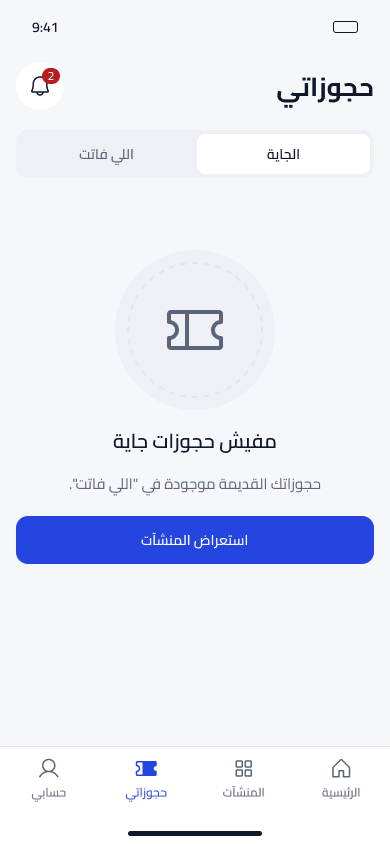 9:41
حجوزاتي
2
الجاية
اللي فاتت
مفيش حجوزات جاية
حجوزاتك القديمة موجودة في "اللي فاتت".
استعراض المنشآت
الرئيسية
المنشآت
حجوزاتي
حسابي